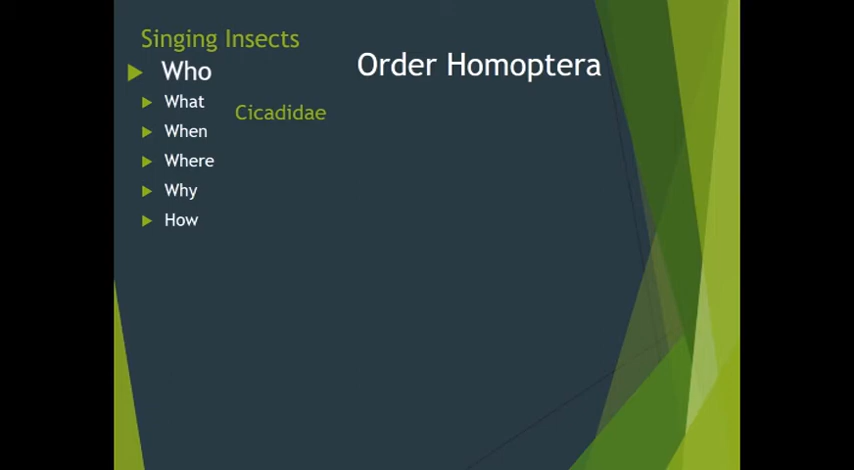 Singing Insects
Order Homoptera
Who
What
Cicadidae
When
Where
Why
How